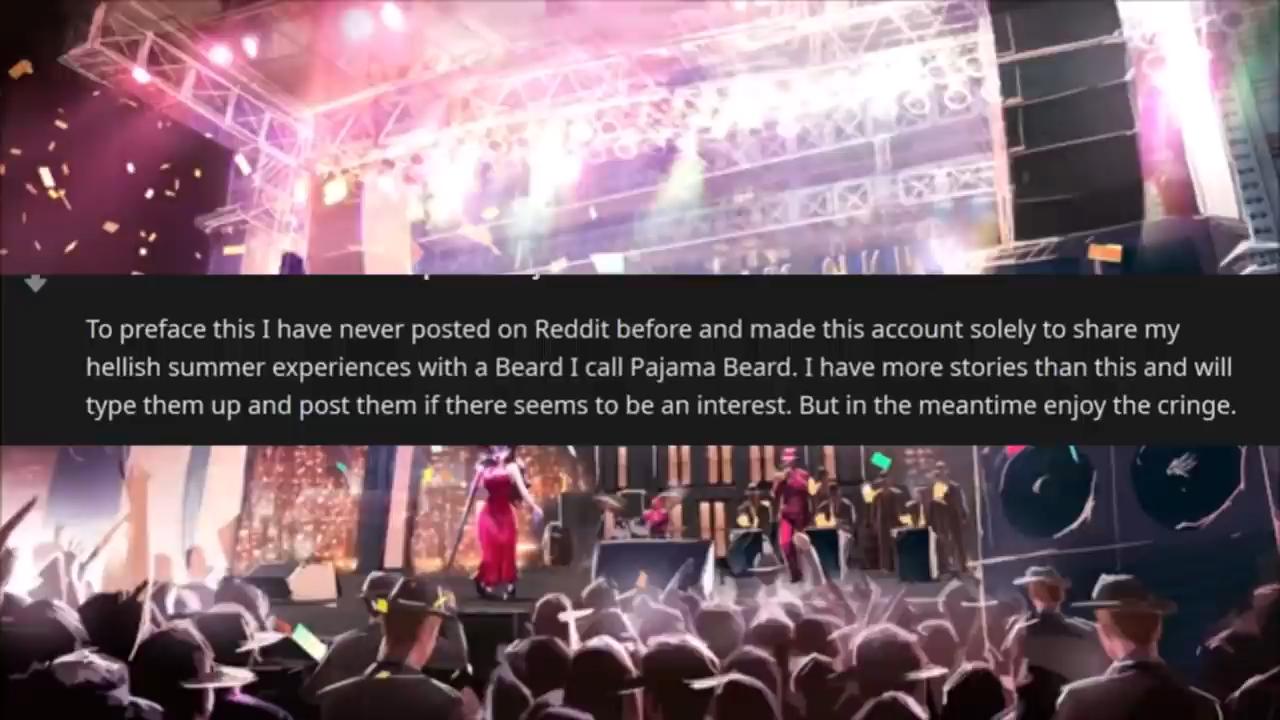 To preface this I have never posted on Reddit before and made this account solely to share my
hellish summer experiences with a Beard I call Pajama Beard. I have more stories than this and will
type them up and post them if there seems to be an interest. But in the meantime enjoy the cringe.